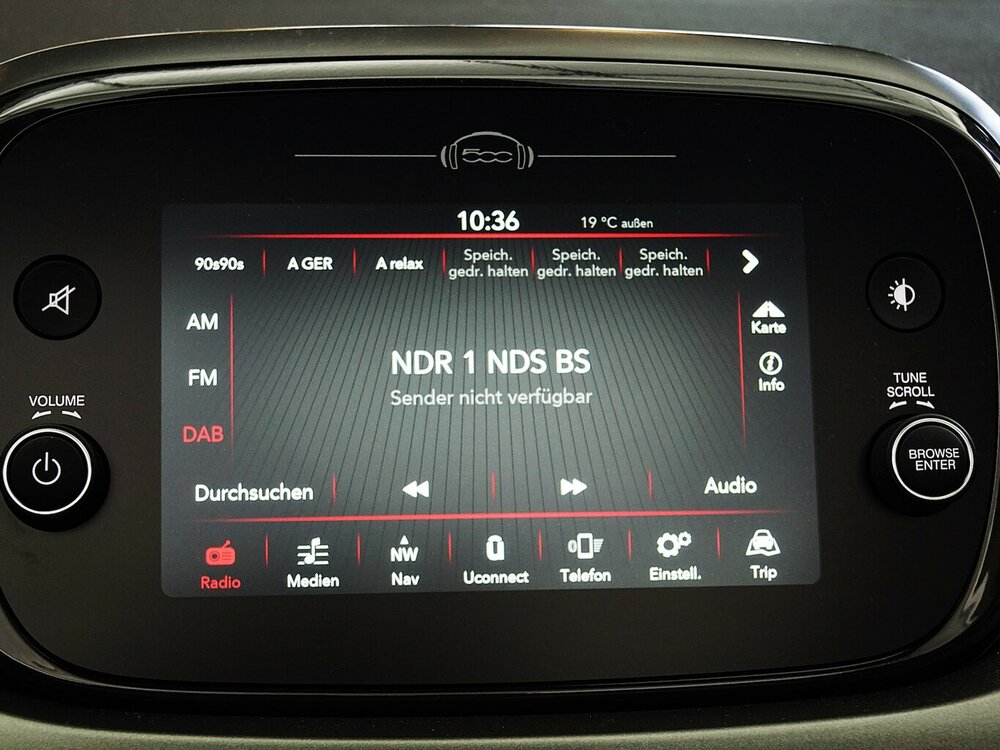 500
10:36 19 °C außen
90s90s A GER A relax Speich. gedr. halten Speich. gedr. halten Speich. gedr. halten
AM
Karte
FM
NDR 1 NDS BS
Info
Sender nicht verfügbar
TUNE
SCROLL
VOLUME
DAB
BROWSE
ENTER
Durchsuchen Audio
NW
Radio Medien Nav Uconnect Telefon Einstell. Trip